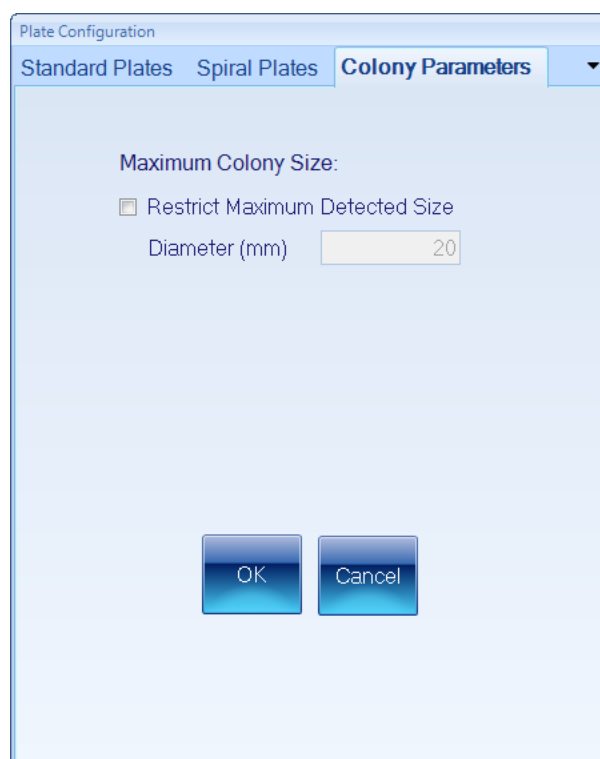 Plate Configuration
Standard Plates Spiral Plates Colony Parameters
Maximum Colony Size:
Restrict Maximum Detected Size
Diameter (mm) 20
OK Cancel